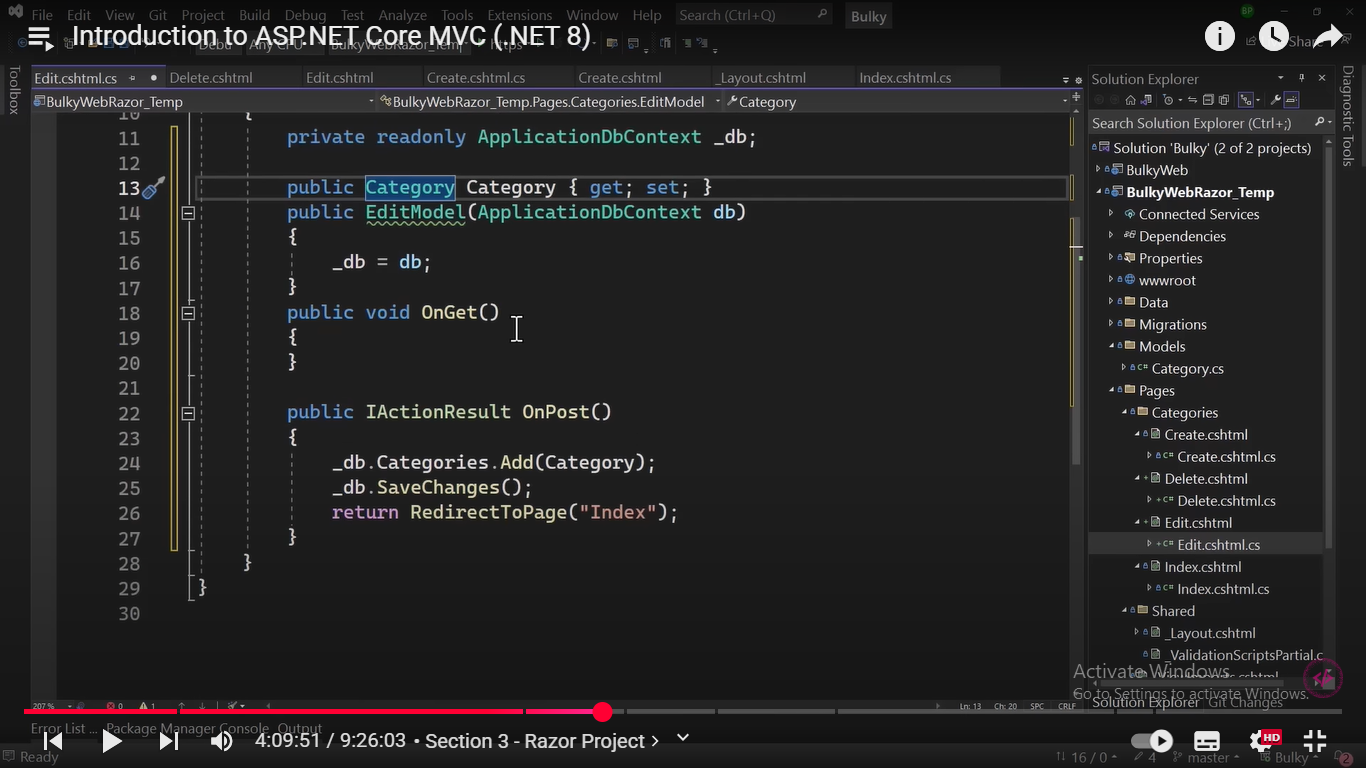 File Edit View Git Project Build Debug Test Analyze Tools Extensions Window Help Search (Ctrl+Q) Bulky
Introduction to ASP.NET Core MVC (.NET 8)
Share
Edit.cshtml.cs Delete.cshtml Edit.cshtml Create.cshtml.cs Create.cshtml _Layout.cshtml Index.cshtml.cs
BulkyWebRazor_Temp BulkyWebRazor_Temp.Pages.Categories.EditModel Category
Toolbox
10 {
11 private readonly ApplicationDbContext _db;
12
13 public Category Category { get; set; }
14 public EditModel(ApplicationDbContext db)
15 {
16 _db = db;
17 }
18 public void OnGet()
19 {
20 }
21
22 public IActionResult OnPost()
23 {
24 _db.Categories.Add(Category);
25 _db.SaveChanges();
26 return RedirectToPage("Index");
27 }
28 }
29 }
30
207 % 0 1 Ln: 13 Ch: 20 SPC CRLF
Solution Explorer
Search Solution Explorer (Ctrl+;)
Solution 'Bulky' (2 of 2 projects)
BulkyWeb
BulkyWebRazor_Temp
Connected Services
Dependencies
Properties
wwwroot
Data
Migrations
Models
Category.cs
Pages
Categories
Create.cshtml
Create.cshtml.cs
Delete.cshtml
Delete.cshtml.cs
Edit.cshtml
Edit.cshtml.cs
Index.cshtml
Index.cshtml.cs
Shared
_Layout.cshtml
_ValidationScriptsPartial.c
Diagnostic Tools
Activate Windows
Go to Settings to activate Windows.
Solution Explorer Git Changes
Error List ... Package Manager Console Output
4:09:51 / 9:26:03 • Section 3 - Razor Project
HD
Ready 16 / 0 4 master Bulky 2